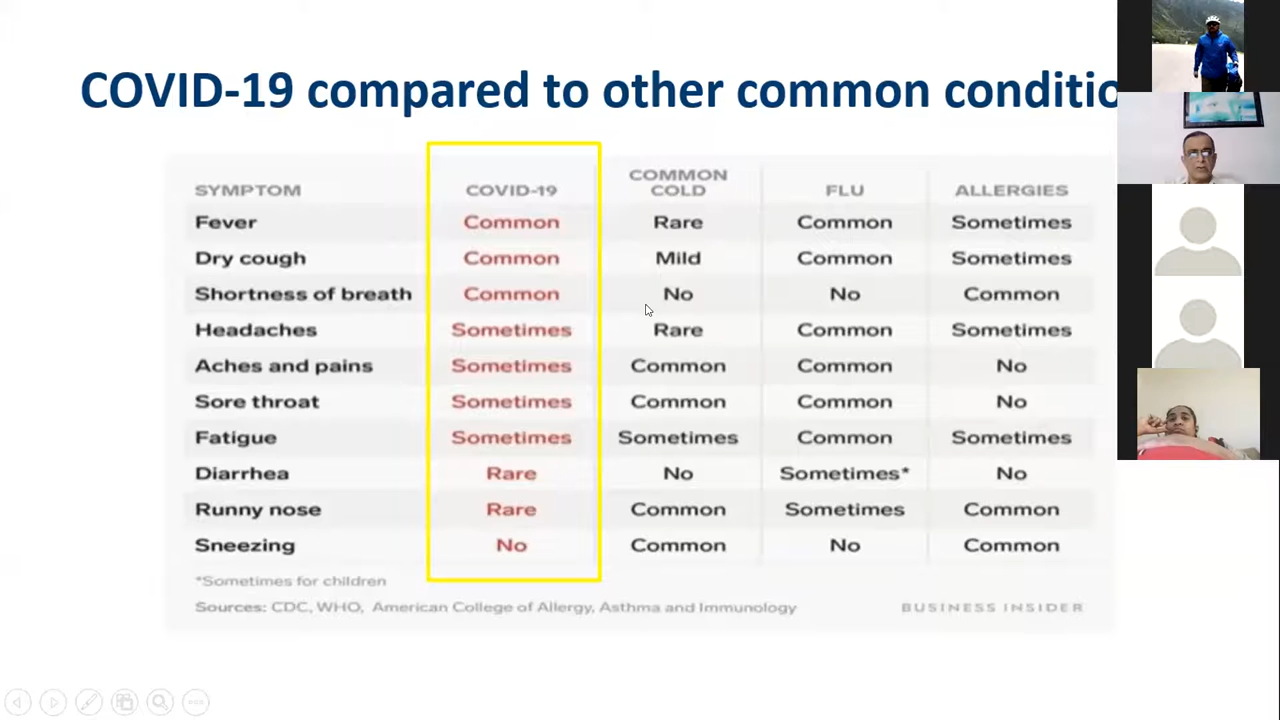 COVID-19 compared to other common conditio
SYMPTOM COVID-19 COMMON COLD FLU ALLERGIES
Fever Common Rare Common Sometimes
Dry cough Common Mild Common Sometimes
Shortness of breath Common No No Common
Headaches Sometimes Rare Common Sometimes
Aches and pains Sometimes Common Common No
Sore throat Sometimes Common Common No
Fatigue Sometimes Sometimes Common Sometimes
Diarrhea Rare No Sometimes* No
Runny nose Rare Common Sometimes Common
Sneezing No Common No Common
*Sometimes for children
Sources: CDC, WHO, American College of Allergy, Asthma and Immunology BUSINESS INSIDER